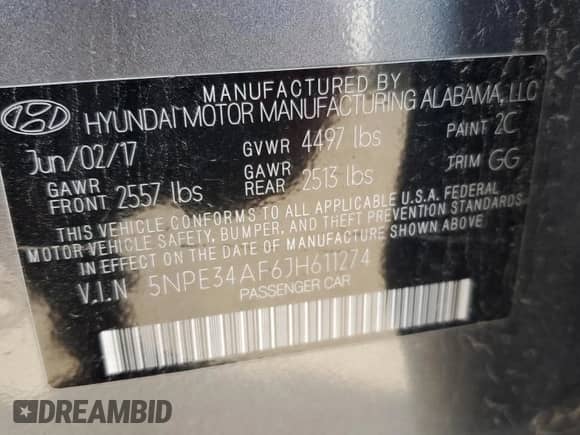 MANUFACTURED BY
HYUNDAI MOTOR MANUFACTURING ALABAMA, LLC
Jun/02/17 GVWR 4497 lbs PAINT 2C
GAWR FRONT 2557 lbs GAWR REAR 2513 lbs TRIM GG
THIS VEHICLE CONFORMS TO ALL APPLICABLE U.S.A. FEDERAL
MOTOR VEHICLE SAFETY, BUMPER, AND THEFT PREVENTION STANDARDS
IN EFFECT ON THE DATE OF MANUFACTURE SHOWN ABOVE.
V.I.N 5NPE34AF6JH611274
PASSENGER CAR
DREAMBID